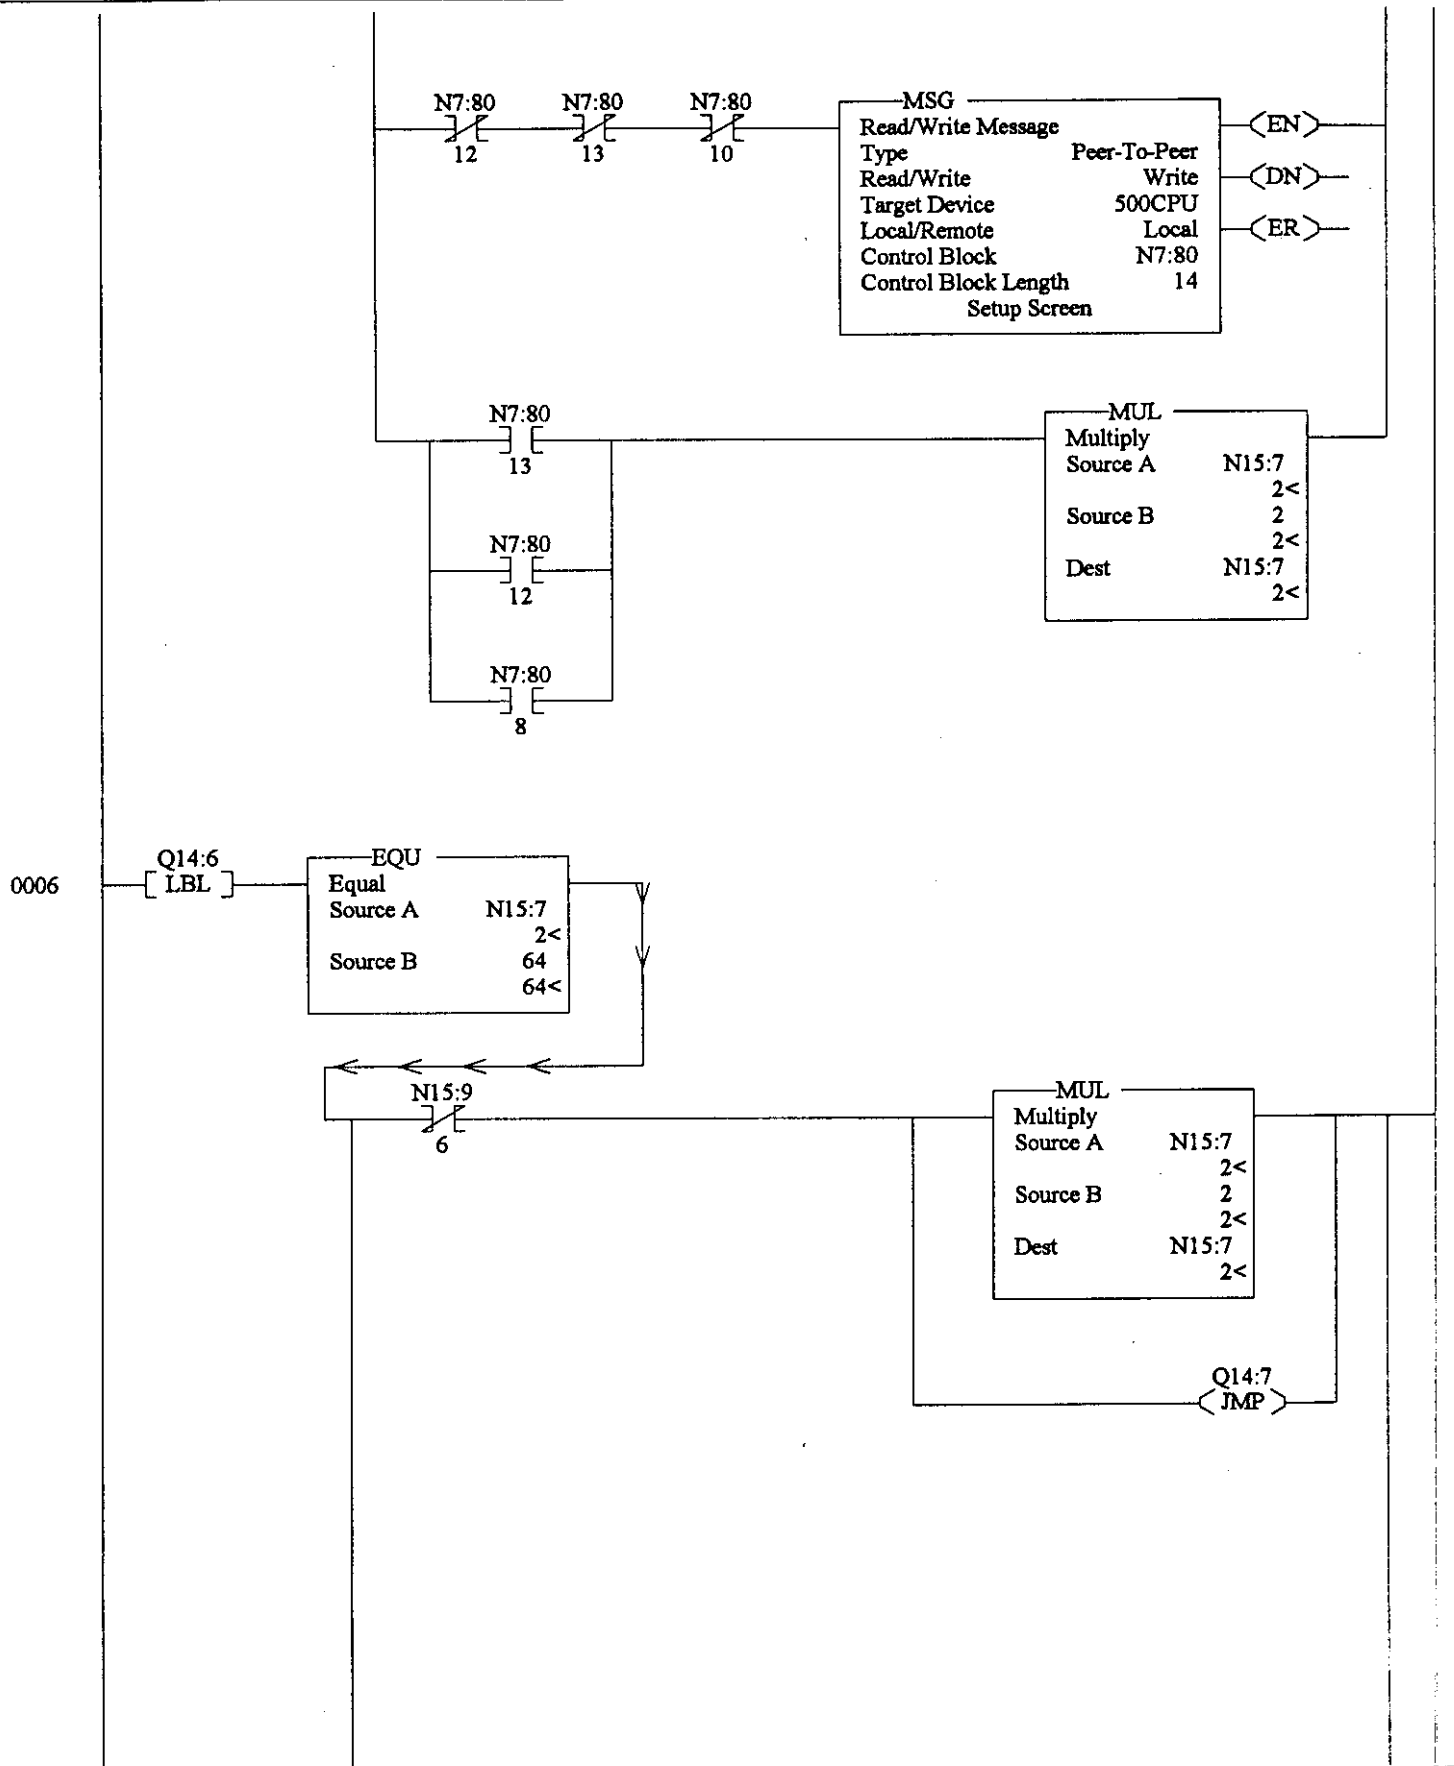 N7:80 N7:80 N7:80
12 13 10
MSG
Read/Write Message
Type Peer-To-Peer
Read/Write Write
Target Device 500CPU
Local/Remote Local
Control Block N7:80
Control Block Length 14
Setup Screen
EN
DN
ER
N7:80
13
N7:80
12
N7:80
8
MUL
Multiply
Source A N15:7
2<
Source B 2
2<
Dest N15:7
2<
0006
Q14:6
LBL
EQU
Equal
Source A N15:7
2<
Source B 64
64<
N15:9
6
MUL
Multiply
Source A N15:7
2<
Source B 2
2<
Dest N15:7
2<
Q14:7
JMP